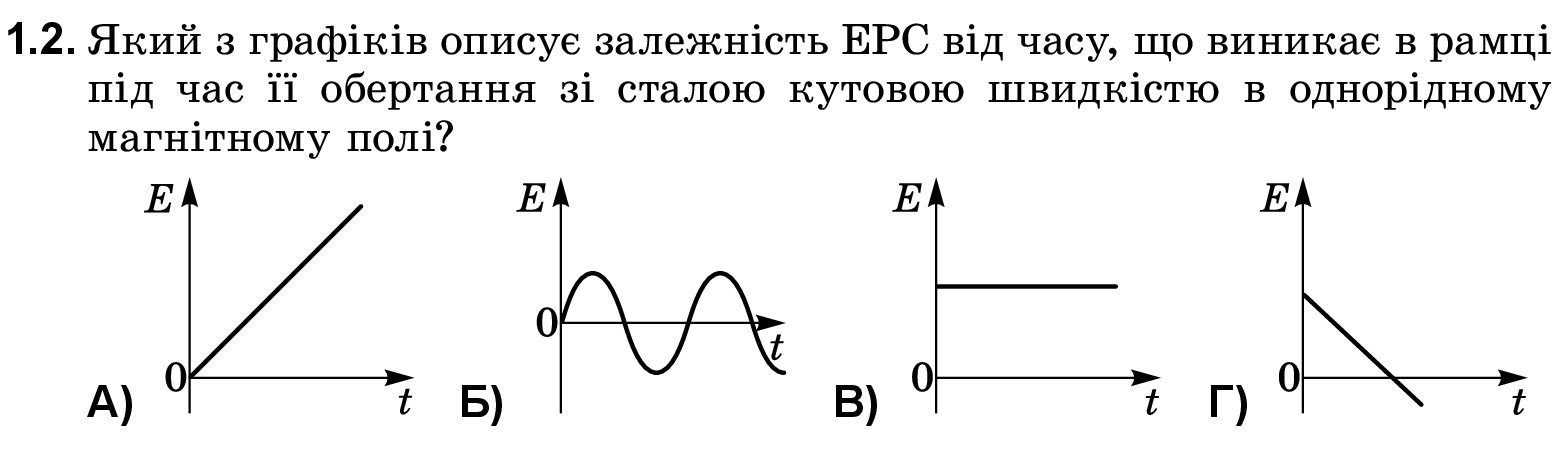 1.2. Який з графіків описує залежність ЕРС від часу, що виникає в рамці
під час її обертання зі сталою кутовою швидкістю в однорідному
магнітному полі?
E E E E
0 0 0 0
t t t t
А) Б) В) Г)